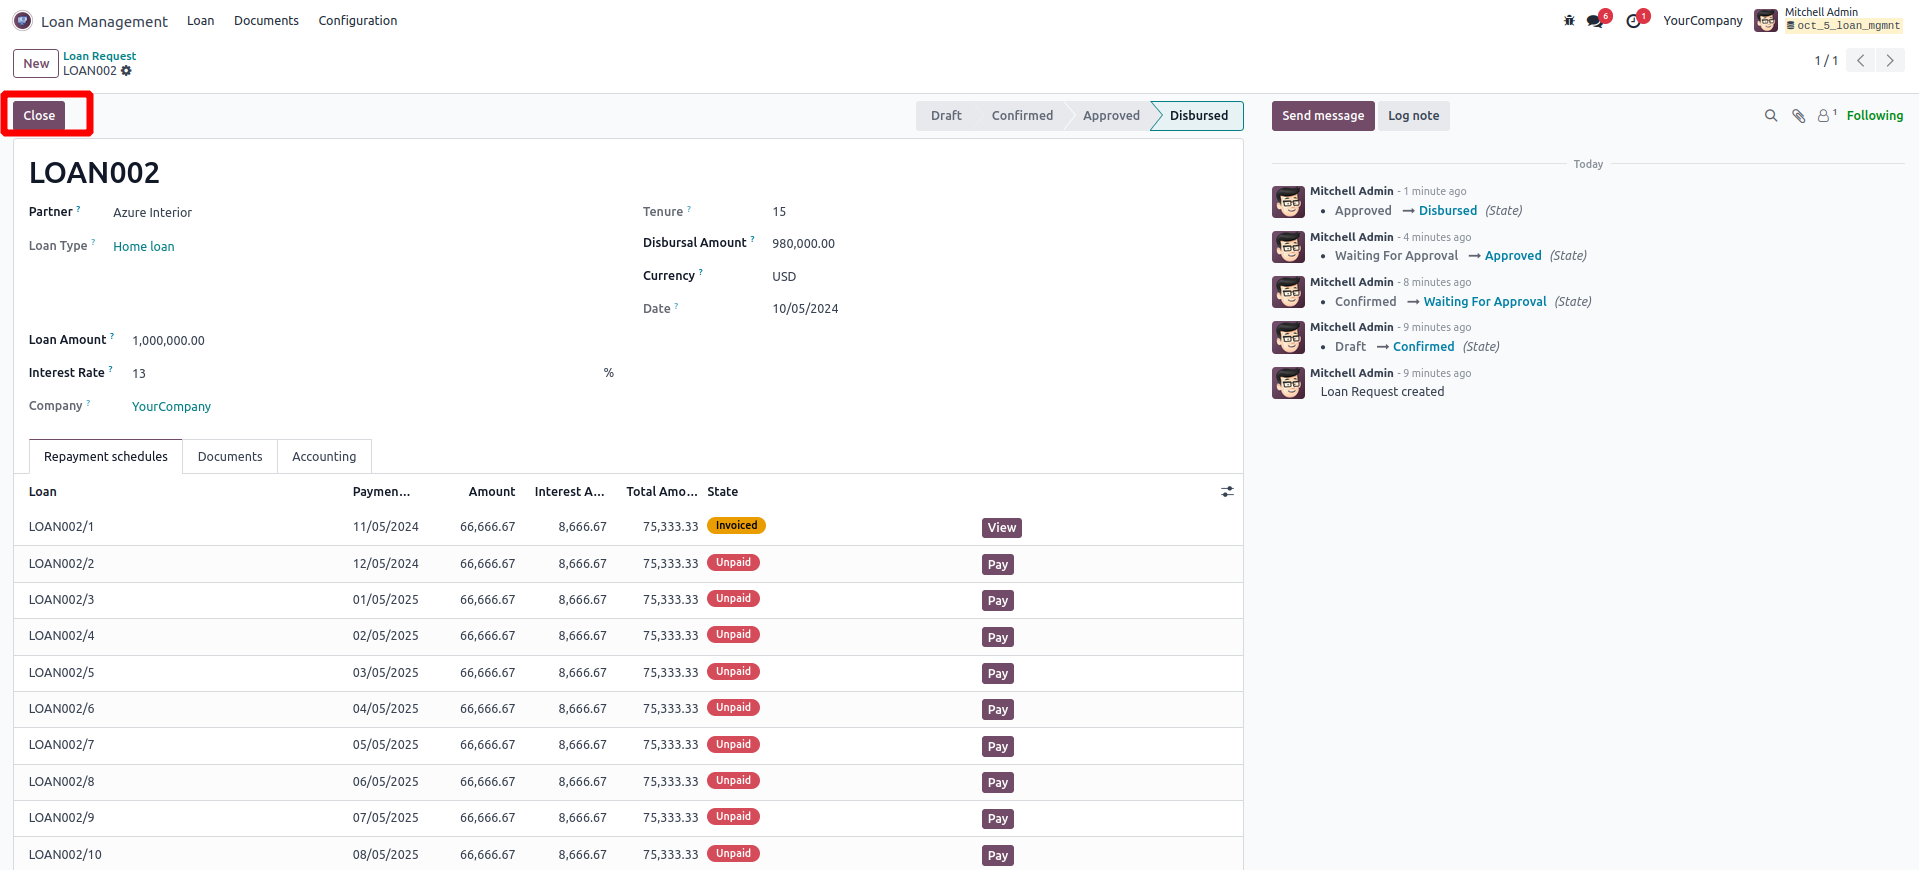 Loan Management Loan Documents Configuration 6 1 YourCompany Mitchell Admin
oct_5_loan_mgmnt
New Loan Request
LOAN002 1 / 1
Close Draft Confirmed Approved Disbursed Send message Log note 1 Following
LOAN002
Partner ? Azure Interior
Loan Type ? Home loan
Tenure ? 15
Disbursal Amount ? 980,000.00
Currency ? USD
Date ? 10/05/2024
Loan Amount ? 1,000,000.00
Interest Rate ? 13 %
Company ? YourCompany
Repayment schedules Documents Accounting
Loan Paymen... Amount Interest A... Total Amo... State
LOAN002/1 11/05/2024 66,666.67 8,666.67 75,333.33 Invoiced View
LOAN002/2 12/05/2024 66,666.67 8,666.67 75,333.33 Unpaid Pay
LOAN002/3 01/05/2025 66,666.67 8,666.67 75,333.33 Unpaid Pay
LOAN002/4 02/05/2025 66,666.67 8,666.67 75,333.33 Unpaid Pay
LOAN002/5 03/05/2025 66,666.67 8,666.67 75,333.33 Unpaid Pay
LOAN002/6 04/05/2025 66,666.67 8,666.67 75,333.33 Unpaid Pay
LOAN002/7 05/05/2025 66,666.67 8,666.67 75,333.33 Unpaid Pay
LOAN002/8 06/05/2025 66,666.67 8,666.67 75,333.33 Unpaid Pay
LOAN002/9 07/05/2025 66,666.67 8,666.67 75,333.33 Unpaid Pay
LOAN002/10 08/05/2025 66,666.67 8,666.67 75,333.33 Unpaid Pay
Today
Mitchell Admin - 1 minute ago
• Approved → Disbursed (State)
Mitchell Admin - 4 minutes ago
• Waiting For Approval → Approved (State)
Mitchell Admin - 8 minutes ago
• Confirmed → Waiting For Approval (State)
Mitchell Admin - 9 minutes ago
• Draft → Confirmed (State)
Mitchell Admin - 9 minutes ago
Loan Request created